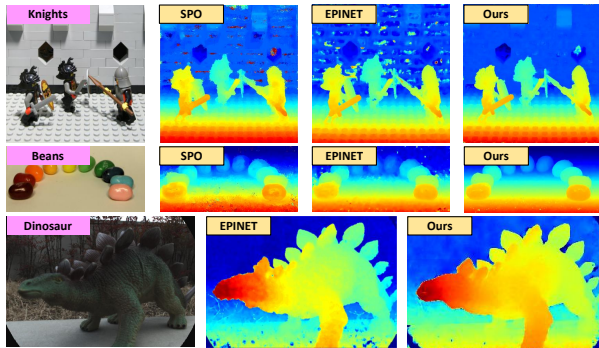 Knights
SPO
EPINET
Ours
Beans
SPO
EPINET
Ours
Dinosaur
EPINET
Ours